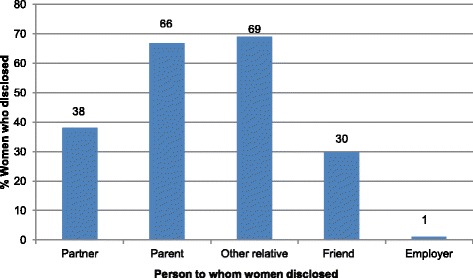 80
70
60
50
40
30
20
10
0
% Women who disclosed
38
66
69
30
1
Partner
Parent
Other relative
Friend
Employer
Person to whom women disclosed